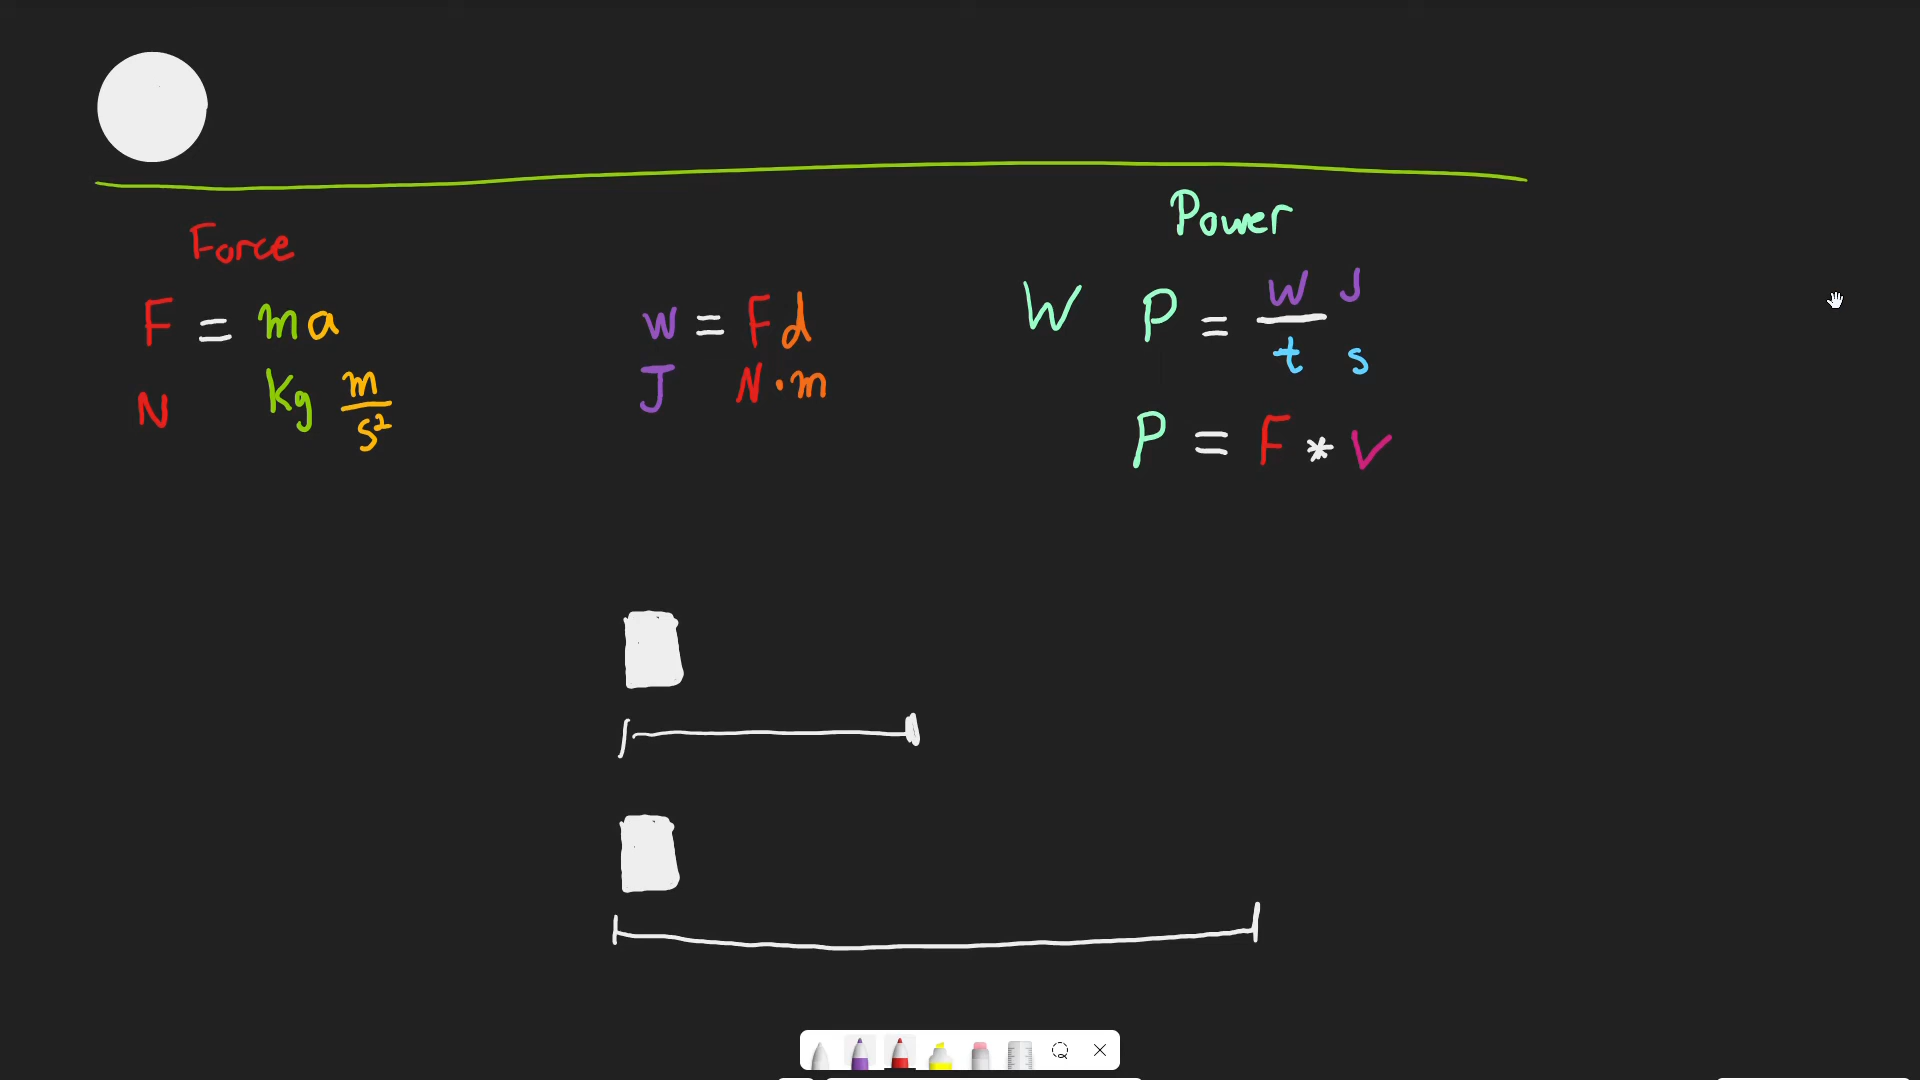 Force
F = ma
N kg m/s²
w = Fd
J N·m
Power
W P = W/t J/s
P = F * V